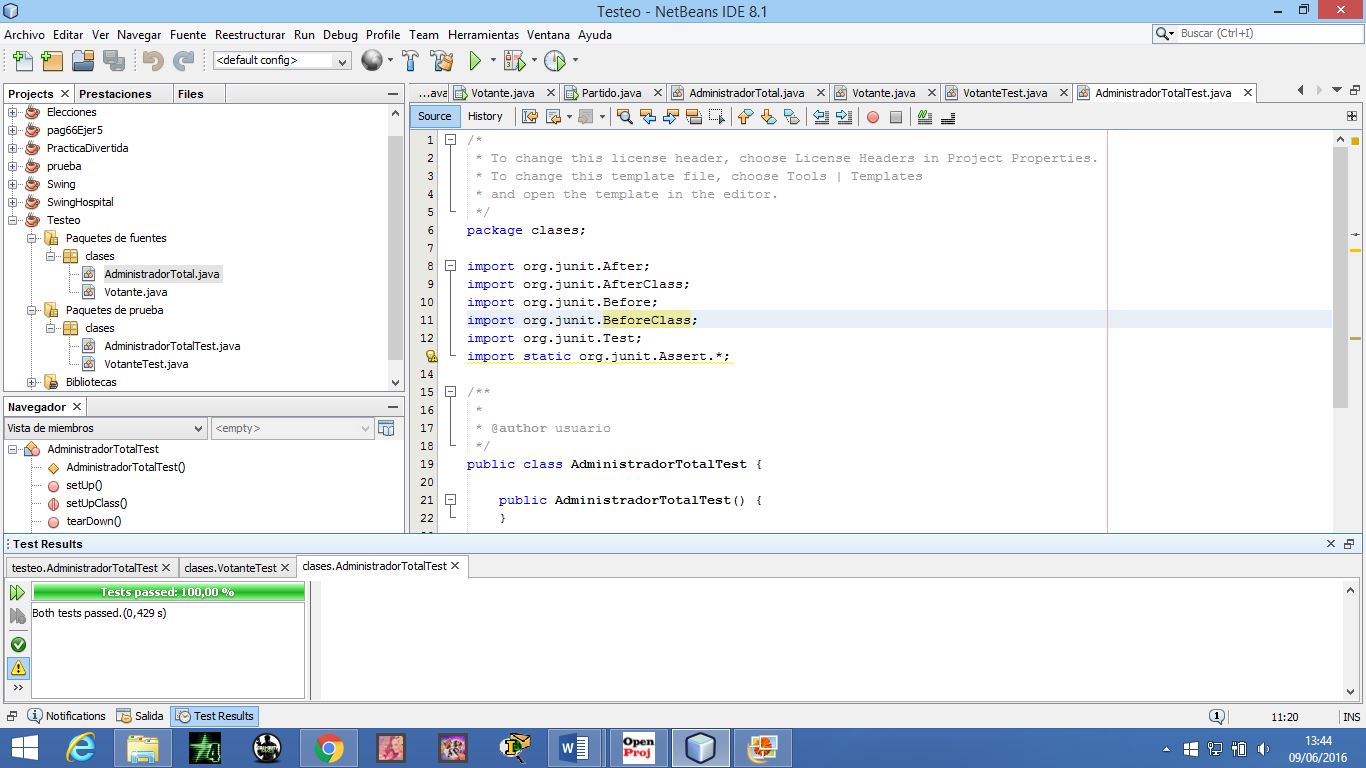 Testeo - NetBeans IDE 8.1
Archivo Editar Ver Navegar Fuente Reestructurar Run Debug Profile Team Herramientas Ventana Ayuda
Buscar (Ctrl+I)
<default config>
Projects Prestaciones Files
Elecciones
pag66Ejer5
PracticaDivertida
prueba
Swing
SwingHospital
Testeo
Paquetes de fuentes
clases
AdministradorTotal.java
Votante.java
Paquetes de prueba
clases
AdministradorTotalTest.java
VotanteTest.java
Bibliotecas
Navegador
Vista de miembros <empty>
AdministradorTotalTest
AdministradorTotalTest()
setUp()
setUpClass()
tearDown()
...ava Votante.java Partido.java AdministradorTotal.java Votante.java VotanteTest.java AdministradorTotalTest.java
Source History
1 /*
2 * To change this license header, choose License Headers in Project Properties.
3 * To change this template file, choose Tools | Templates
4 * and open the template in the editor.
5 */
6 package clases;
7
8 import org.junit.After;
9 import org.junit.AfterClass;
10 import org.junit.Before;
11 import org.junit.BeforeClass;
12 import org.junit.Test;
import static org.junit.Assert.*;
14
15 /**
16 *
17 * @author usuario
18 */
19 public class AdministradorTotalTest {
20
21 public AdministradorTotalTest() {
22 }
Test Results
testeo.AdministradorTotalTest clases.VotanteTest clases.AdministradorTotalTest
Tests passed: 100,00 %
Both tests passed.(0,429 s)
Notifications Salida Test Results
1 11:20 INS
Open
Proj
13:44
09/06/2016